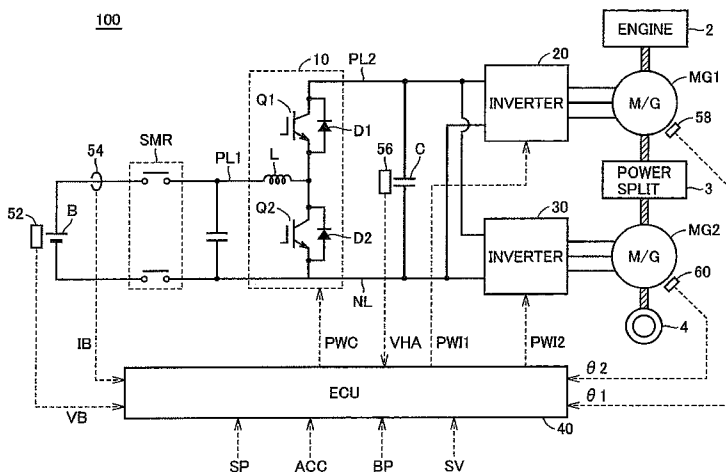 100
ENGINE
2
10
PL2
20
MG1
Q1
INVERTER
M/G
58
D1
SMR
54
PL1
L
56
C
POWER
SPLIT
3
52
B
Q2
30
MG2
D2
INVERTER
M/G
60
NL
4
IB
PWC
VHA
PWI1
PWI2
θ2
ECU
θ1
VB
40
SP
ACC
BP
SV